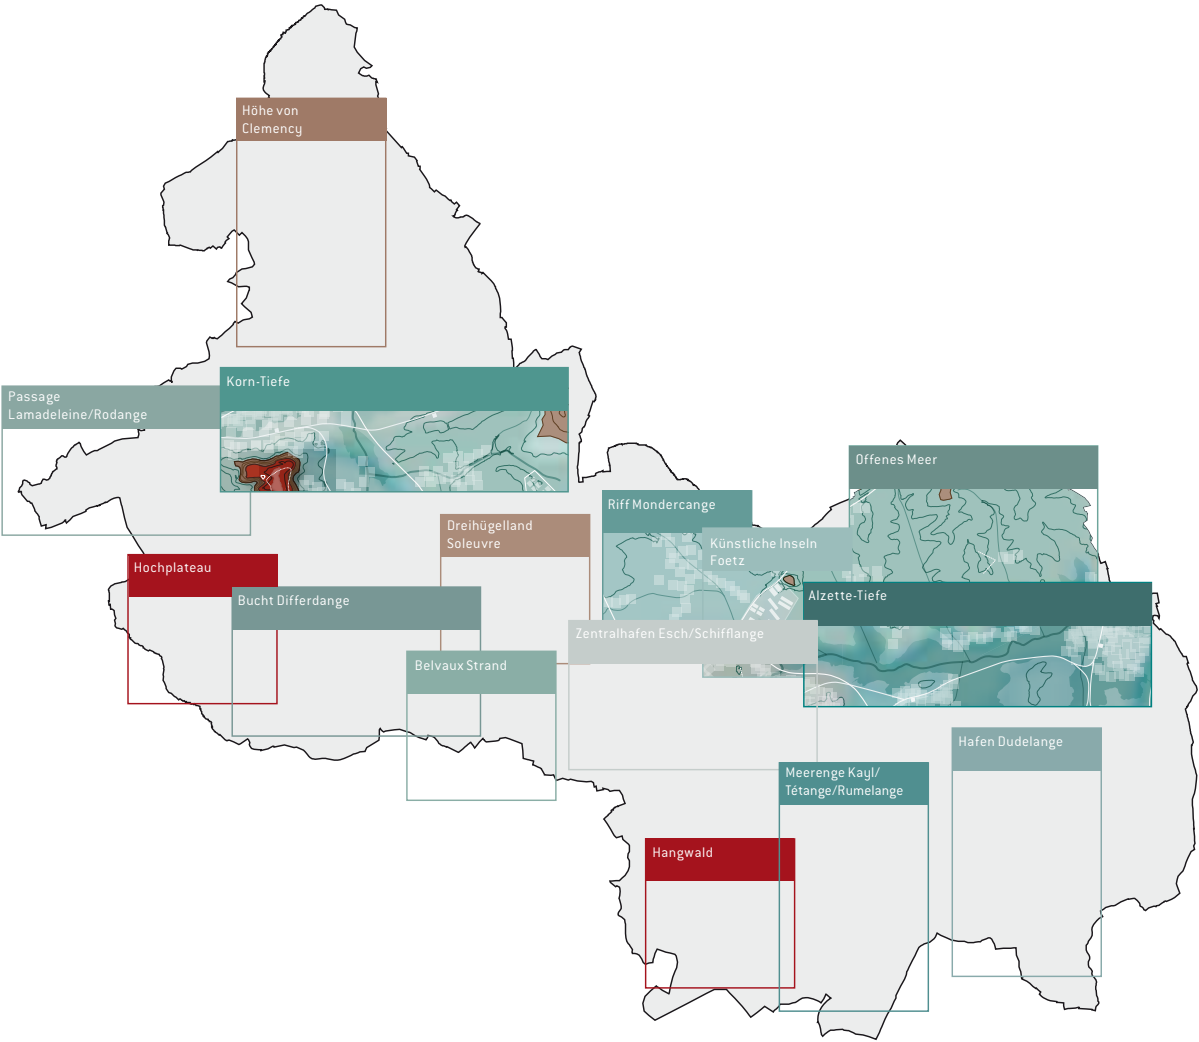 Höhe von
Clemency
Korn-Tiefe
Passage
Lamadeleine/Rodange
Offenes Meer
Riff Mondercange
Dreihügelland
Soleuvre
Künstliche Inseln
Foetz
Hochplateau
Bucht Differdange
Alzette-Tiefe
Zentralhafen Esch/Schifflange
Belvaux Strand
Hafen Dudelange
Meerenge Kayl/
Tétange/Rumelange
Hangwald